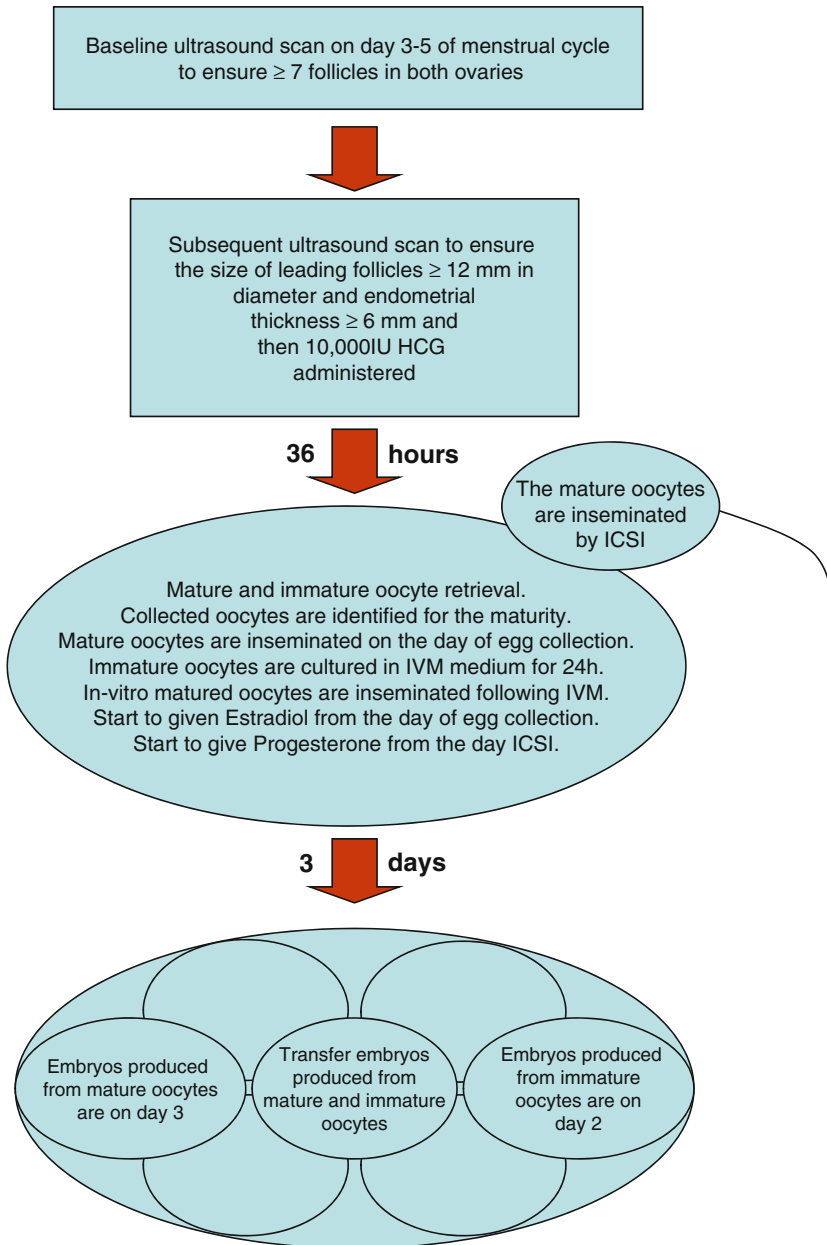 Baseline ultrasound scan on day 3-5 of menstrual cycle
to ensure ≥ 7 follicles in both ovaries
Subsequent ultrasound scan to ensure
the size of leading follicles ≥ 12 mm in
diameter and endometrial
thickness ≥ 6 mm and
then 10,000IU HCG
administered
36 hours
The mature oocytes
are inseminated
by ICSI
Mature and immature oocyte retrieval.
Collected oocytes are identified for the maturity.
Mature oocytes are inseminated on the day of egg collection.
Immature oocytes are cultured in IVM medium for 24h.
In-vitro matured oocytes are inseminated following IVM.
Start to given Estradiol from the day of egg collection.
Start to give Progesterone from the day ICSI.
3 days
Embryos produced
from mature oocytes
are on day 3
Transfer embryos
produced from
mature and immature
oocytes
Embryos produced
from immature
oocytes are on
day 2